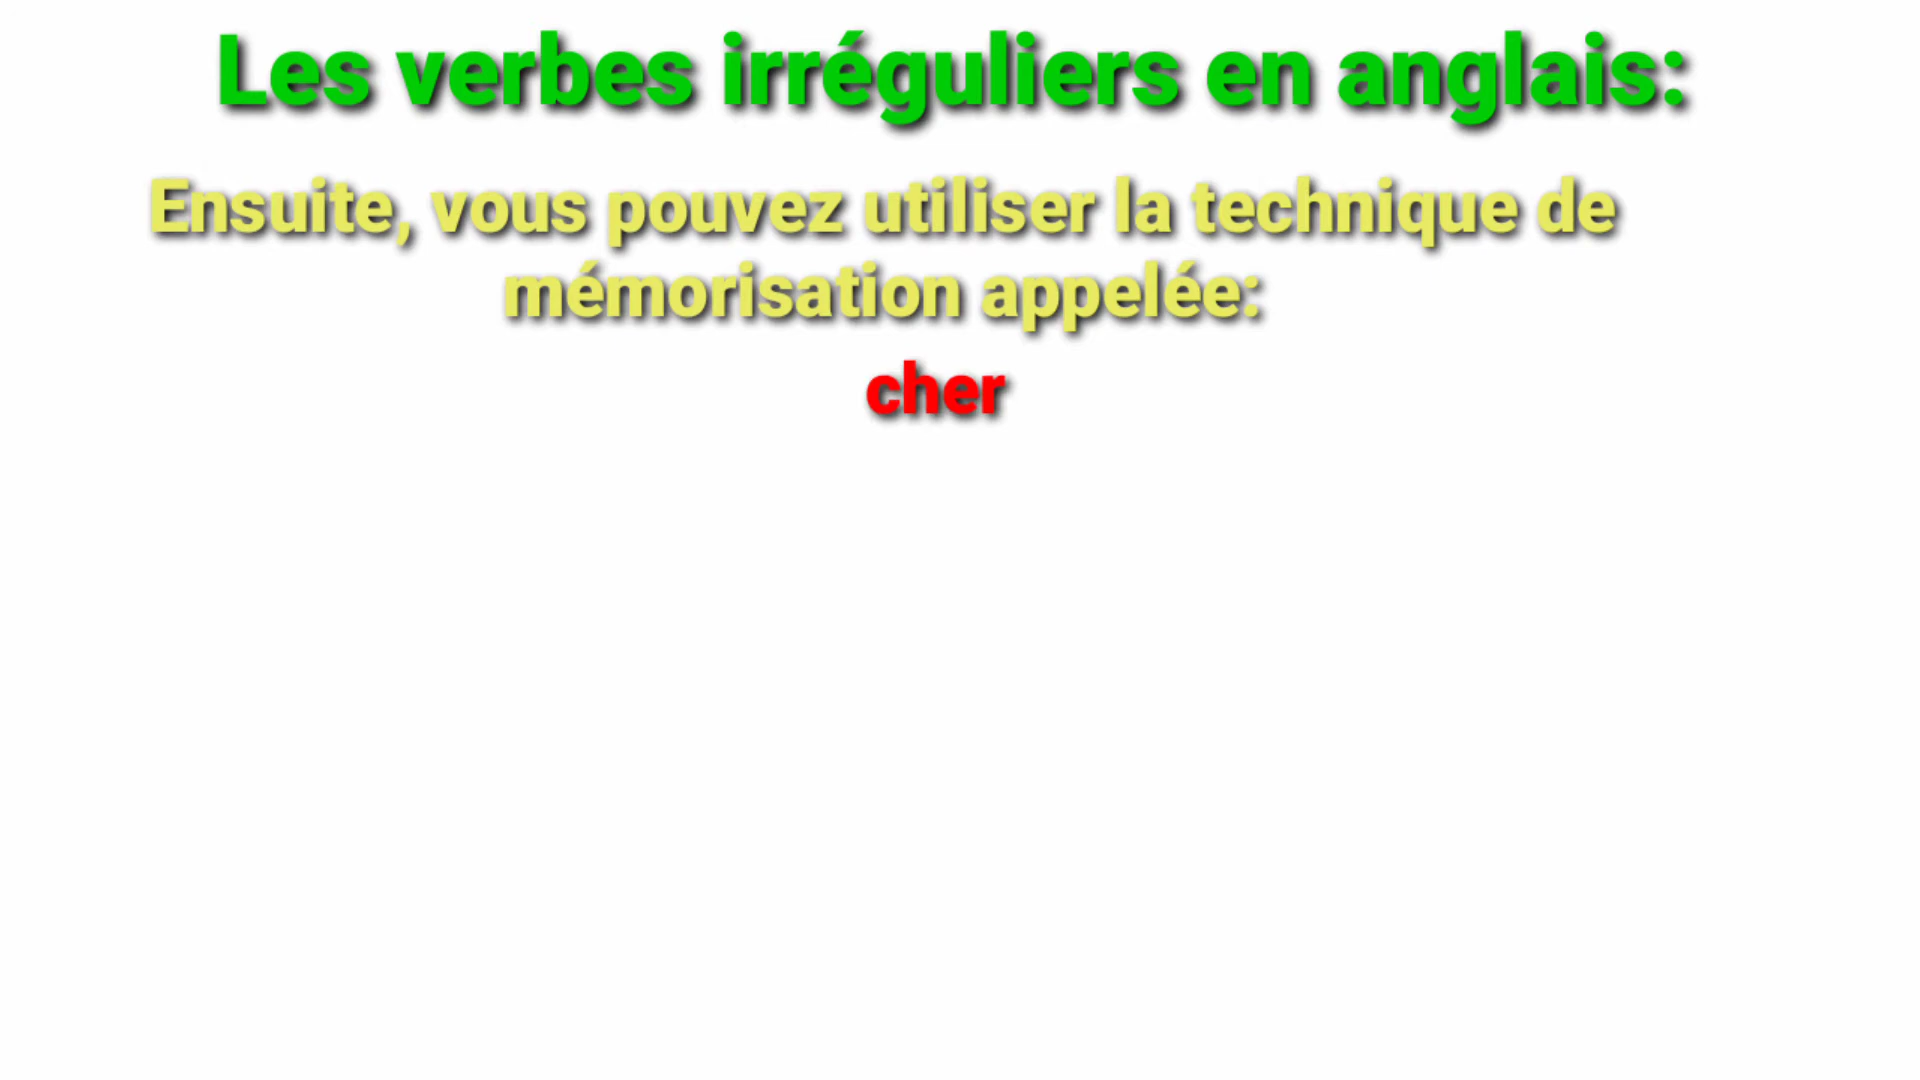 Les verbes irréguliers en anglais:
Ensuite, vous pouvez utiliser la technique de
mémorisation appelée:
cher